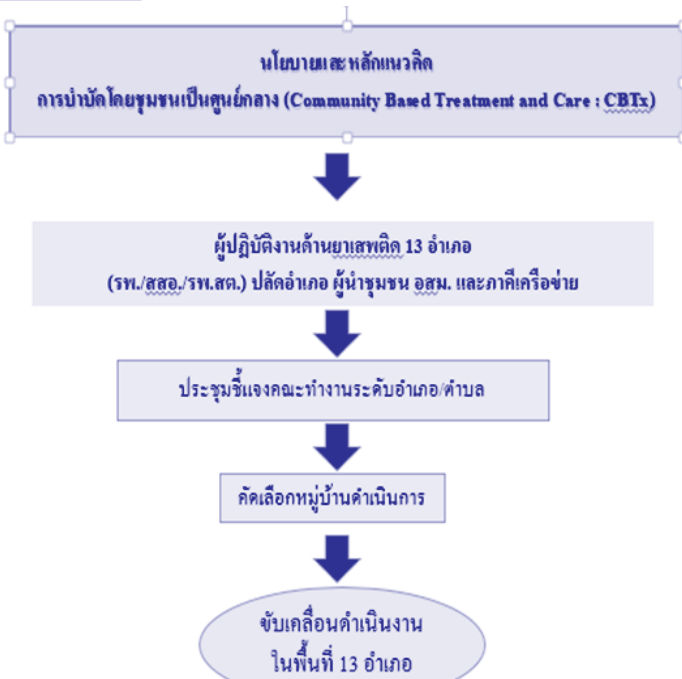 นโยบายและหลักแนวคิด
การบำบัดโดยชุมชนเป็นศูนย์กลาง (Community Based Treatment and Care : CBTx)
ผู้ปฏิบัติงานด้านยาเสพติด 13 อำเภอ
(รพ./สสอ./รพ.สต.) ปลัดอำเภอ ผู้นำชุมชน อสม. และภาคีเครือข่าย
ประชุมชี้แจงคณะทำงานระดับอำเภอ/ตำบล
คัดเลือกหมู่บ้านดำเนินการ
ขับเคลื่อนดำเนินงาน
ในพื้นที่ 13 อำเภอ